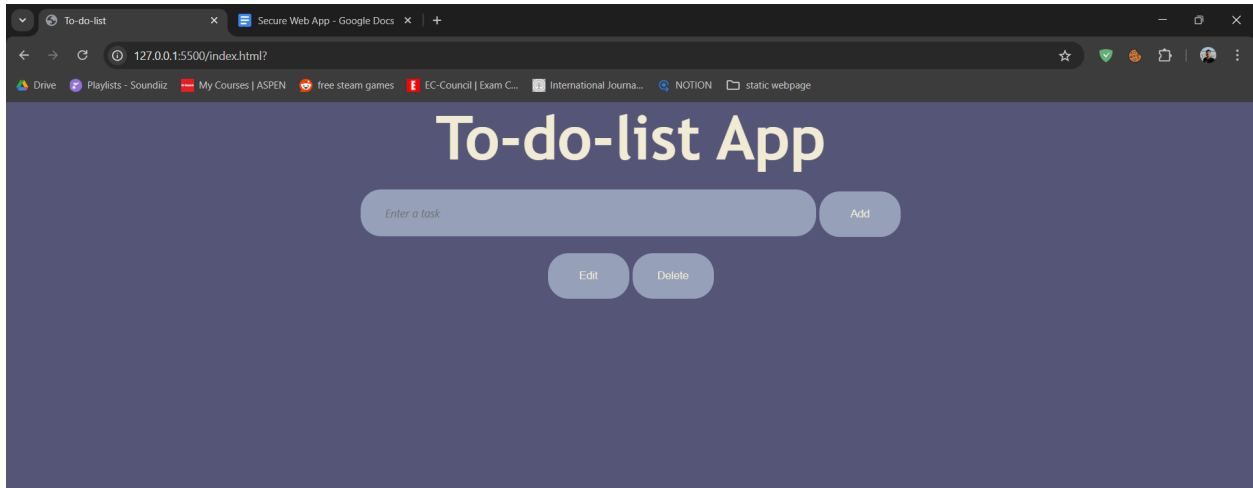 To-do-list
Secure Web App - Google Docs
127.0.0.1:5500/index.html?
Drive Playlists - Soundiiz My Courses | ASPEN free steam games EC-Council | Exam C... International Journa... NOTION static webpage
To-do-list App
Enter a task Add
Edit Delete